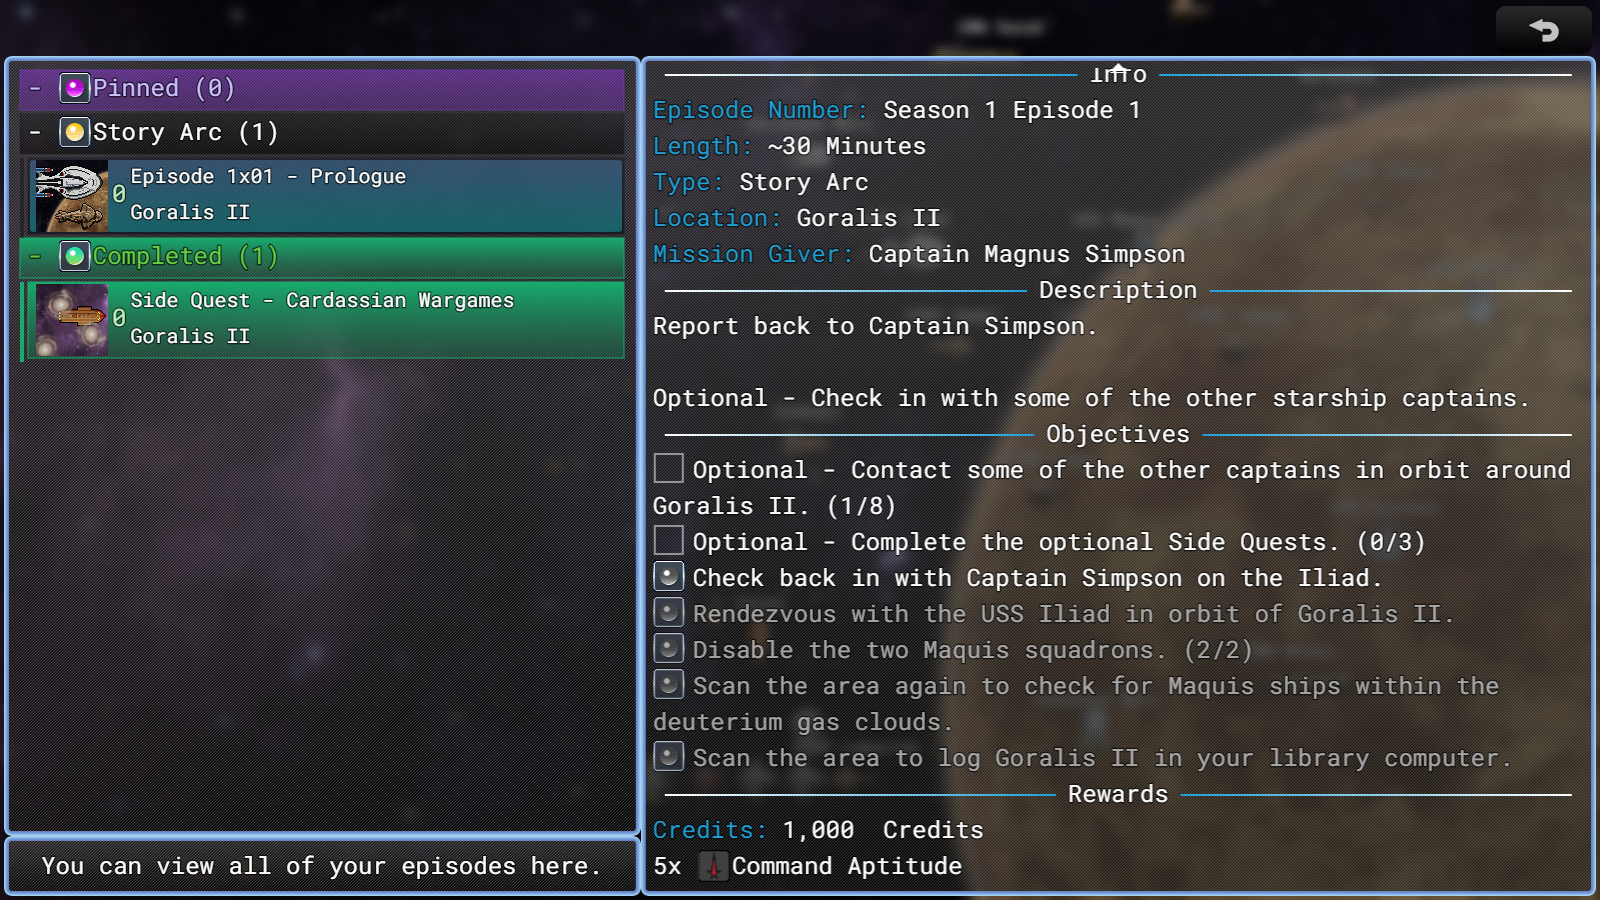 - Pinned (0)
- Story Arc (1)
0
Episode 1x01 - Prologue
Goralis II
- Completed (1)
0
Side Quest - Cardassian Wargames
Goralis II
You can view all of your episodes here.
Info
Episode Number: Season 1 Episode 1
Length: ~30 Minutes
Type: Story Arc
Location: Goralis II
Mission Giver: Captain Magnus Simpson
Description
Report back to Captain Simpson.
Optional - Check in with some of the other starship captains.
Objectives
Optional - Contact some of the other captains in orbit around
Goralis II. (1/8)
Optional - Complete the optional Side Quests. (0/3)
Check back in with Captain Simpson on the Iliad.
Rendezvous with the USS Iliad in orbit of Goralis II.
Disable the two Maquis squadrons. (2/2)
Scan the area again to check for Maquis ships within the
deuterium gas clouds.
Scan the area to log Goralis II in your library computer.
Rewards
Credits: 1,000 Credits
5x Command Aptitude